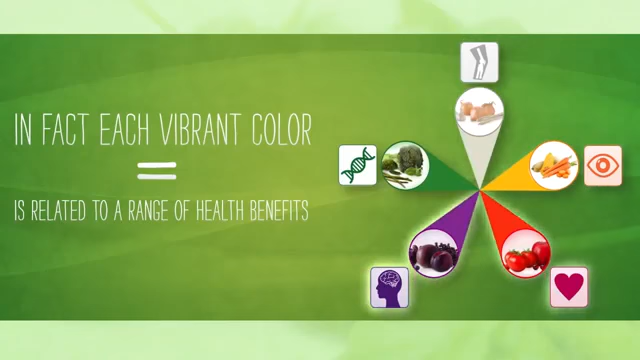 IN FACT EACH VIBRANT COLOR
=
IS RELATED TO A RANGE OF HEALTH BENEFITS